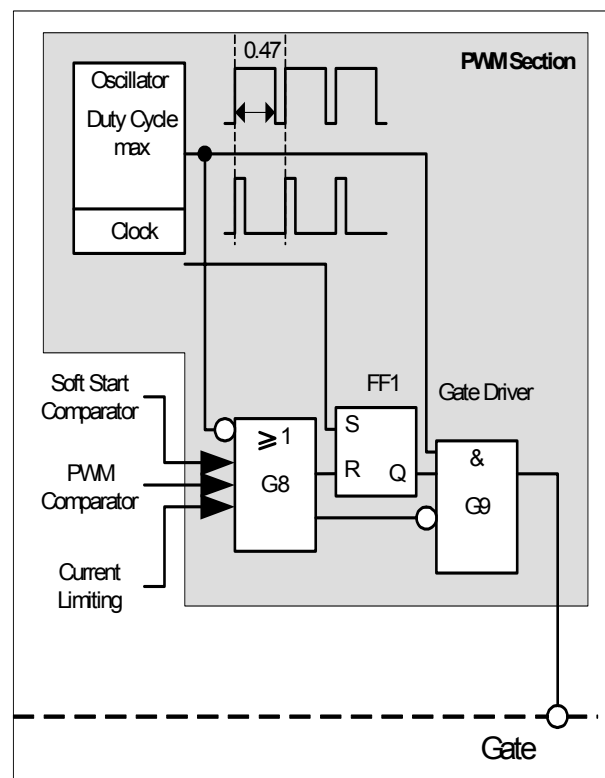 0.47
PWM Section
Oscillator
Duty Cycle
max
Clock
Soft Start
Comparator
PWM
Comparator
Current
Limiting
FF1
Gate Driver
⩾1
G8
S
R
Q
&
G9
Gate